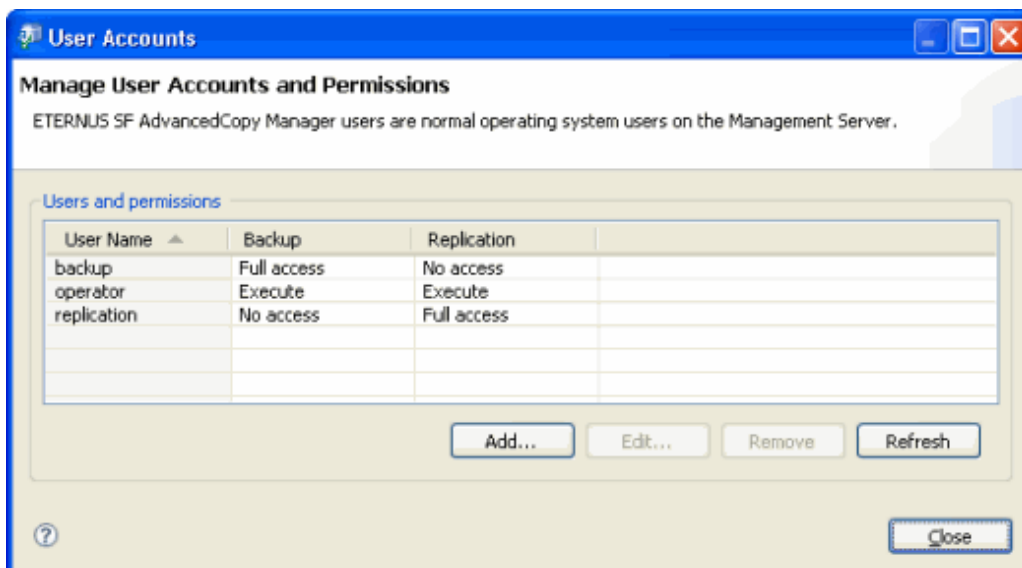 User Accounts
Manage User Accounts and Permissions
ETERNUS SF AdvancedCopy Manager users are normal operating system users on the Management Server.
Users and permissions
User Name Backup Replication
backup Full access No access
operator Execute Execute
replication No access Full access
Add... Edit... Remove Refresh
? Close